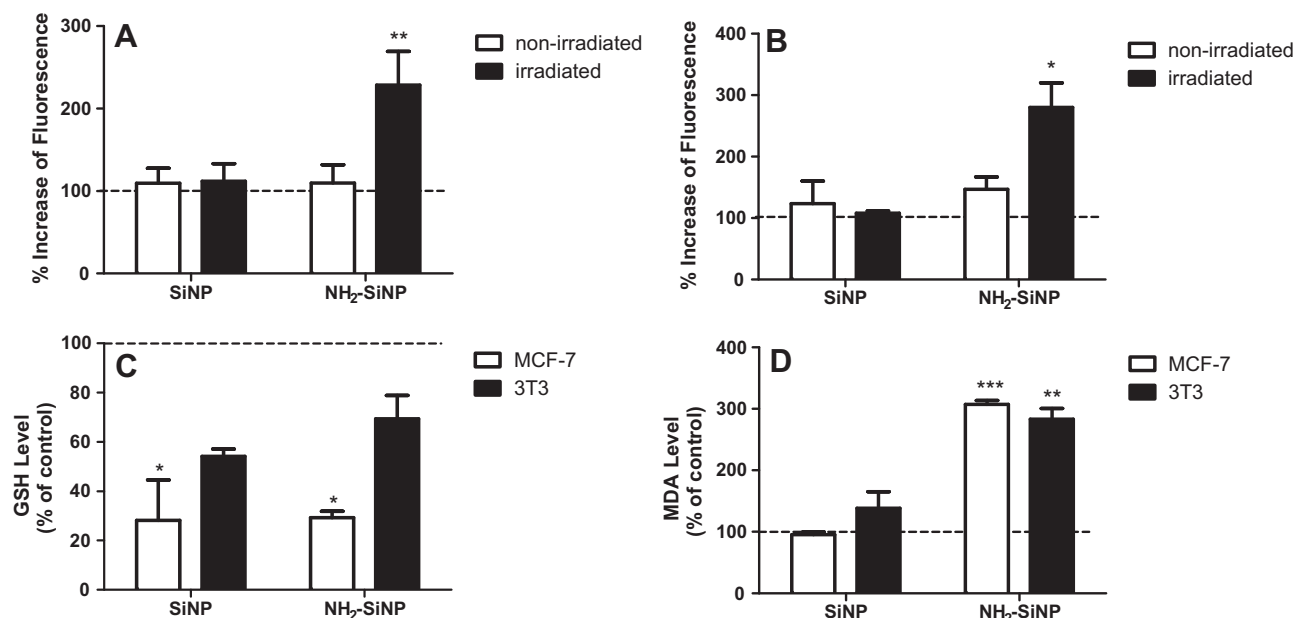 A
% Increase of Fluorescence
300
200
100
0
**
SiNP
NH2-SiNP
non-irradiated
irradiated
B
% Increase of Fluorescence
400
300
200
100
0
*
SiNP
NH2-SiNP
non-irradiated
irradiated
C
GSH Level
(% of control)
100
80
60
40
20
0
*
*
SiNP
NH2-SiNP
MCF-7
3T3
D
MDA Level
(% of control)
400
300
200
100
0
***
**
SiNP
NH2-SiNP
MCF-7
3T3